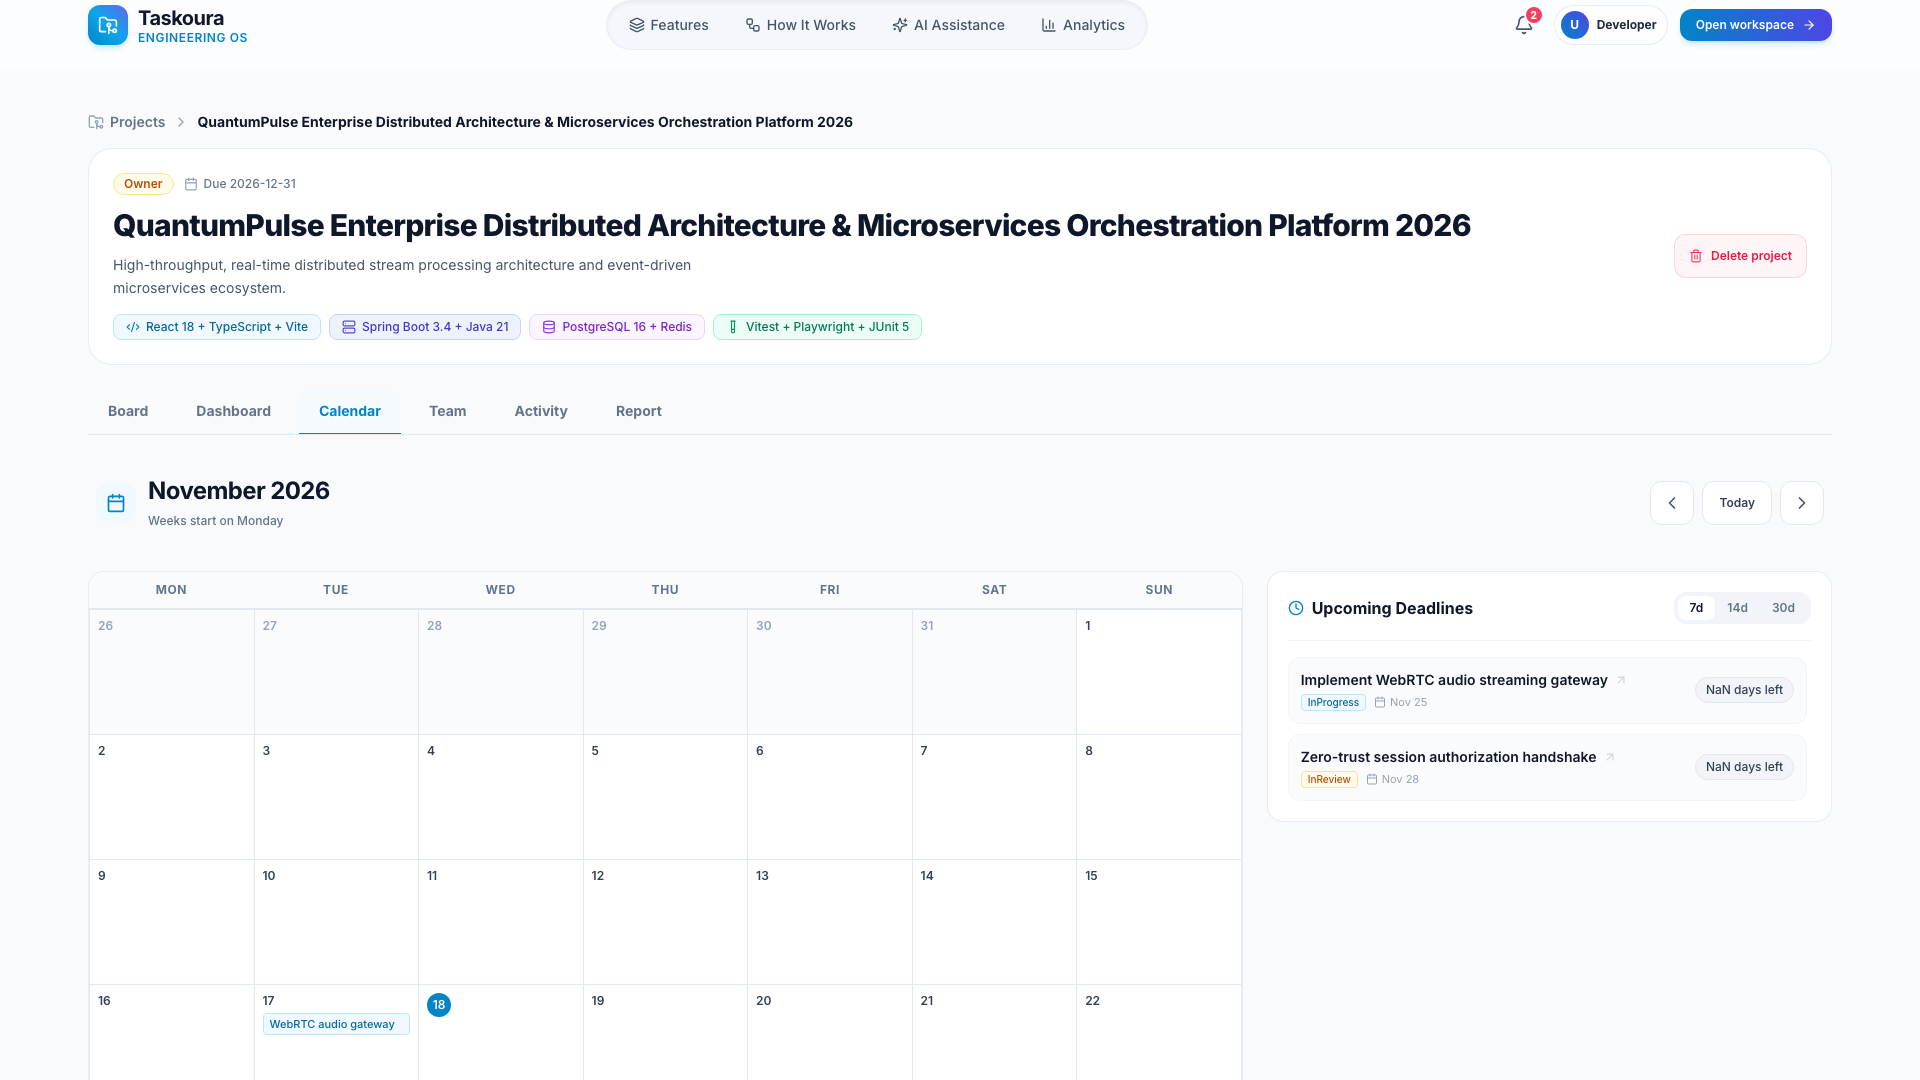 Taskoura
ENGINEERING OS
Features
How It Works
AI Assistance
Analytics
2
U
Developer
Open workspace
Projects
QuantumPulse Enterprise Distributed Architecture & Microservices Orchestration Platform 2026
Owner
Due 2026-12-31
QuantumPulse Enterprise Distributed Architecture & Microservices Orchestration Platform 2026
High-throughput, real-time distributed stream processing architecture and event-driven
microservices ecosystem.
Delete project
React 18 + TypeScript + Vite
Spring Boot 3.4 + Java 21
PostgreSQL 16 + Redis
Vitest + Playwright + JUnit 5
Board
Dashboard
Calendar
Team
Activity
Report
November 2026
Weeks start on Monday
Today
MON
TUE
WED
THU
FRI
SAT
SUN
26
27
28
29
30
31
1
2
3
4
5
6
7
8
9
10
11
12
13
14
15
16
17
WebRTC audio gateway
18
19
20
21
22
Upcoming Deadlines
7d
14d
30d
Implement WebRTC audio streaming gateway
InProgress
Nov 25
NaN days left
Zero-trust session authorization handshake
InReview
Nov 28
NaN days left